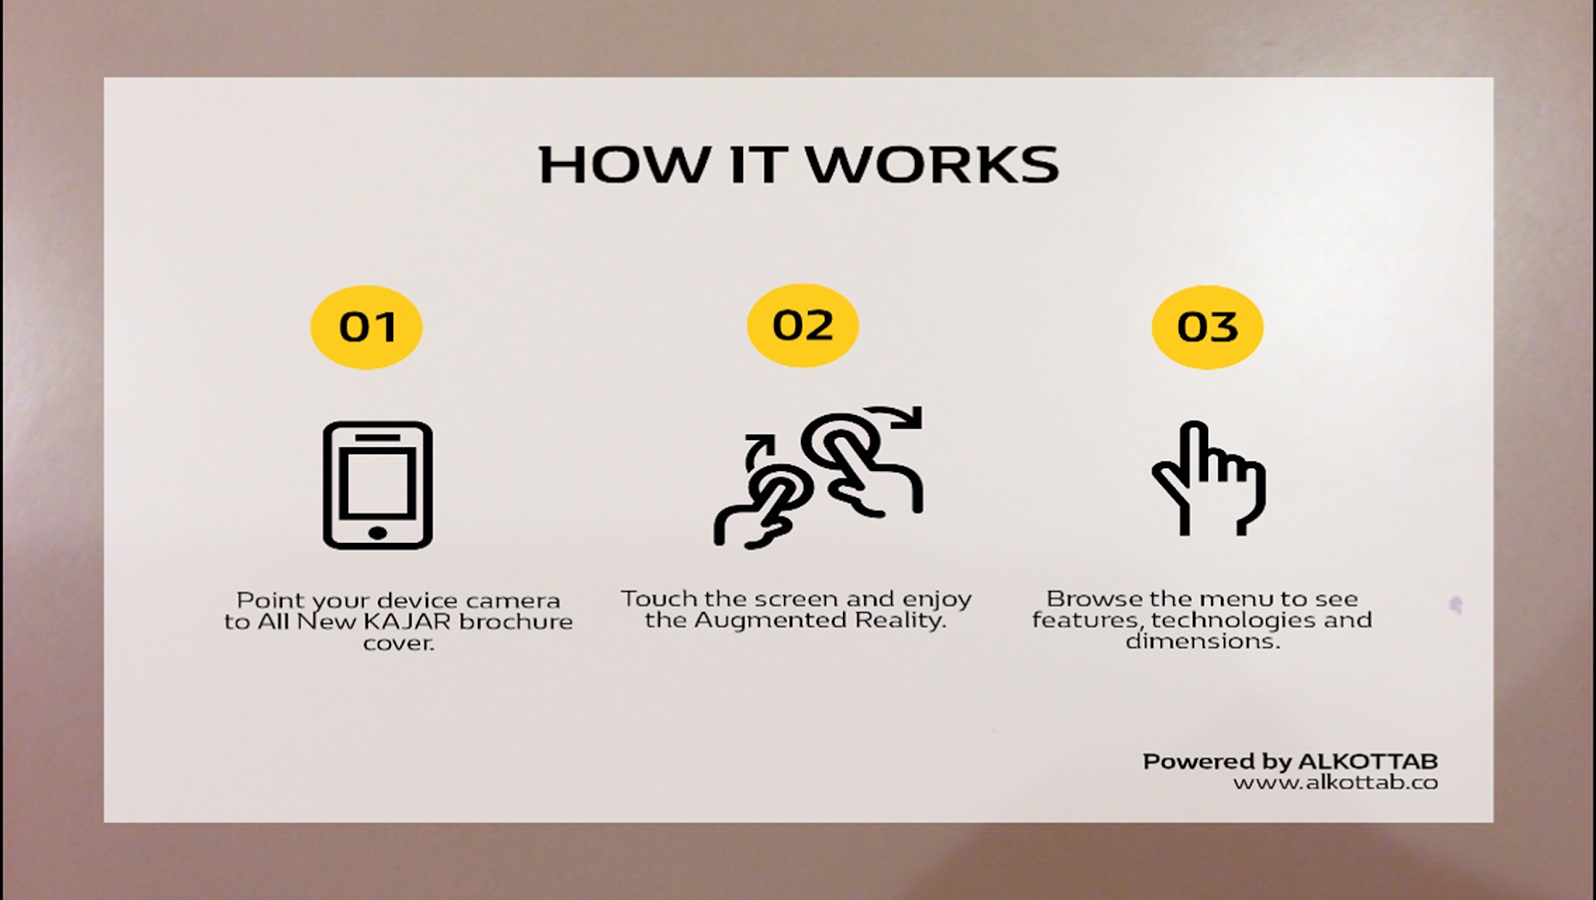 HOW IT WORKS
01
02
03
Point your device camera
to All New KAJAR brochure
cover.
Touch the screen and enjoy
the Augmented Reality.
Browse the menu to see
features, technologies and
dimensions.
Powered by ALKOTTAB
www.alkottab.co